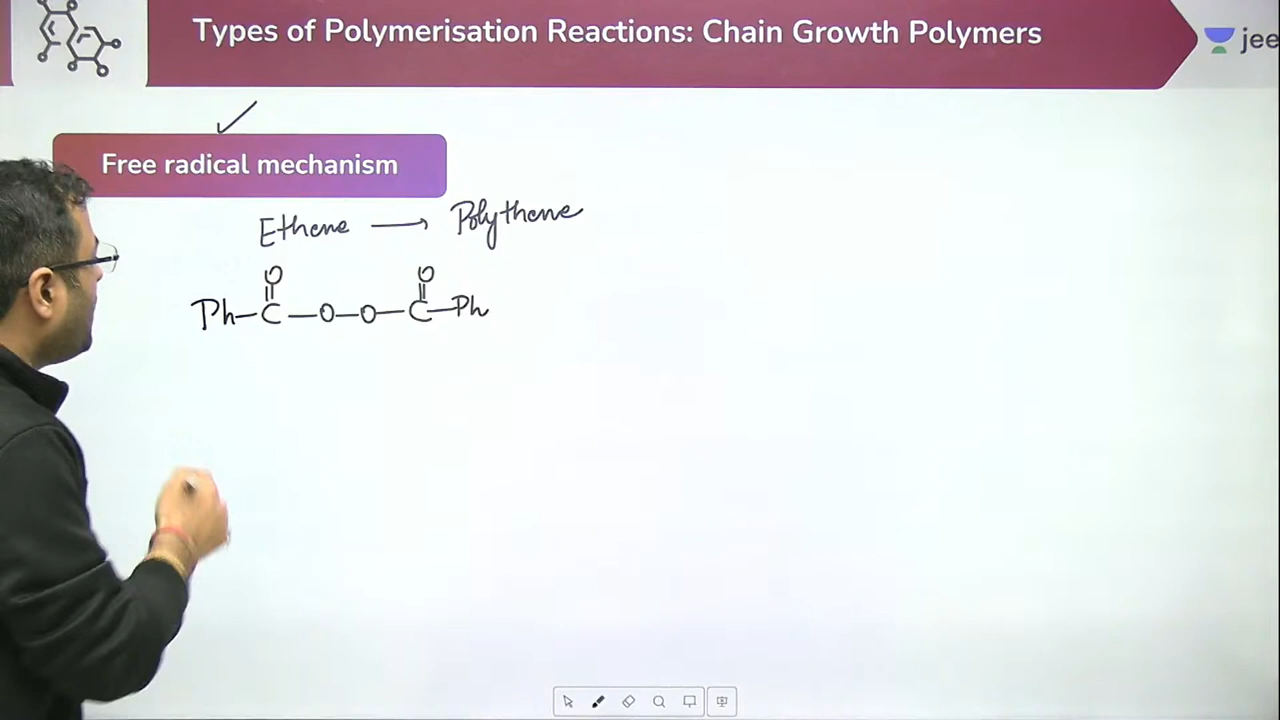 Types of Polymerisation Reactions: Chain Growth Polymers
jee
Free radical mechanism
Ethene → Polythene
O O
Ph-C-O-O-C-Ph